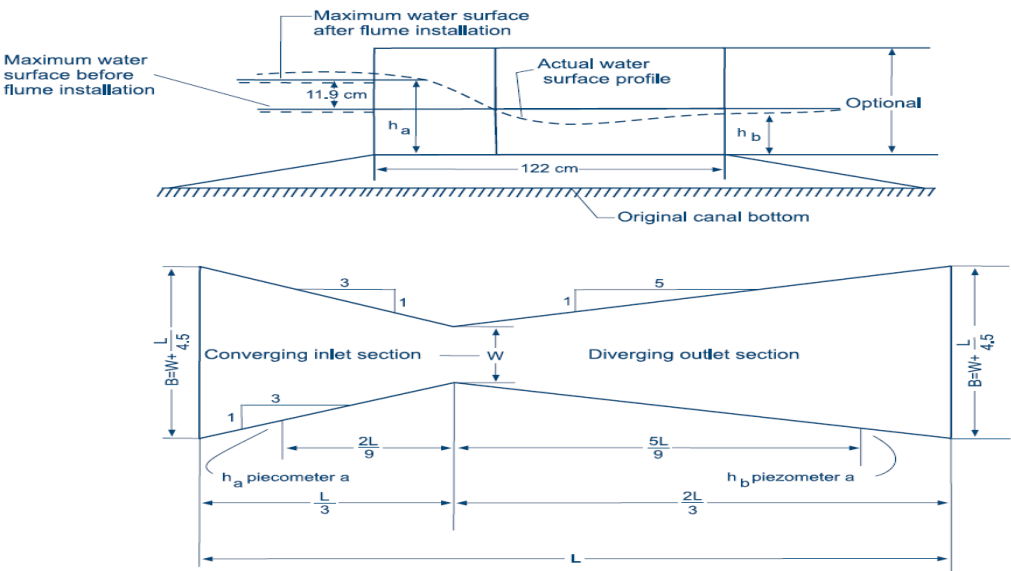 Maximum water surface
after flume installation
Maximum water
surface before
flume installation
11.9 cm
Actual water
surface profile
Optional
h a
h b
122 cm
Original canal bottom
3
1
5
1
B=W+ L/4.5
Converging inlet section
W
Diverging outlet section
B=W+ L/4.5
3
1
2L/9
5L/9
h a piecometer a
h b piezometer a
L/3
2L/3
L